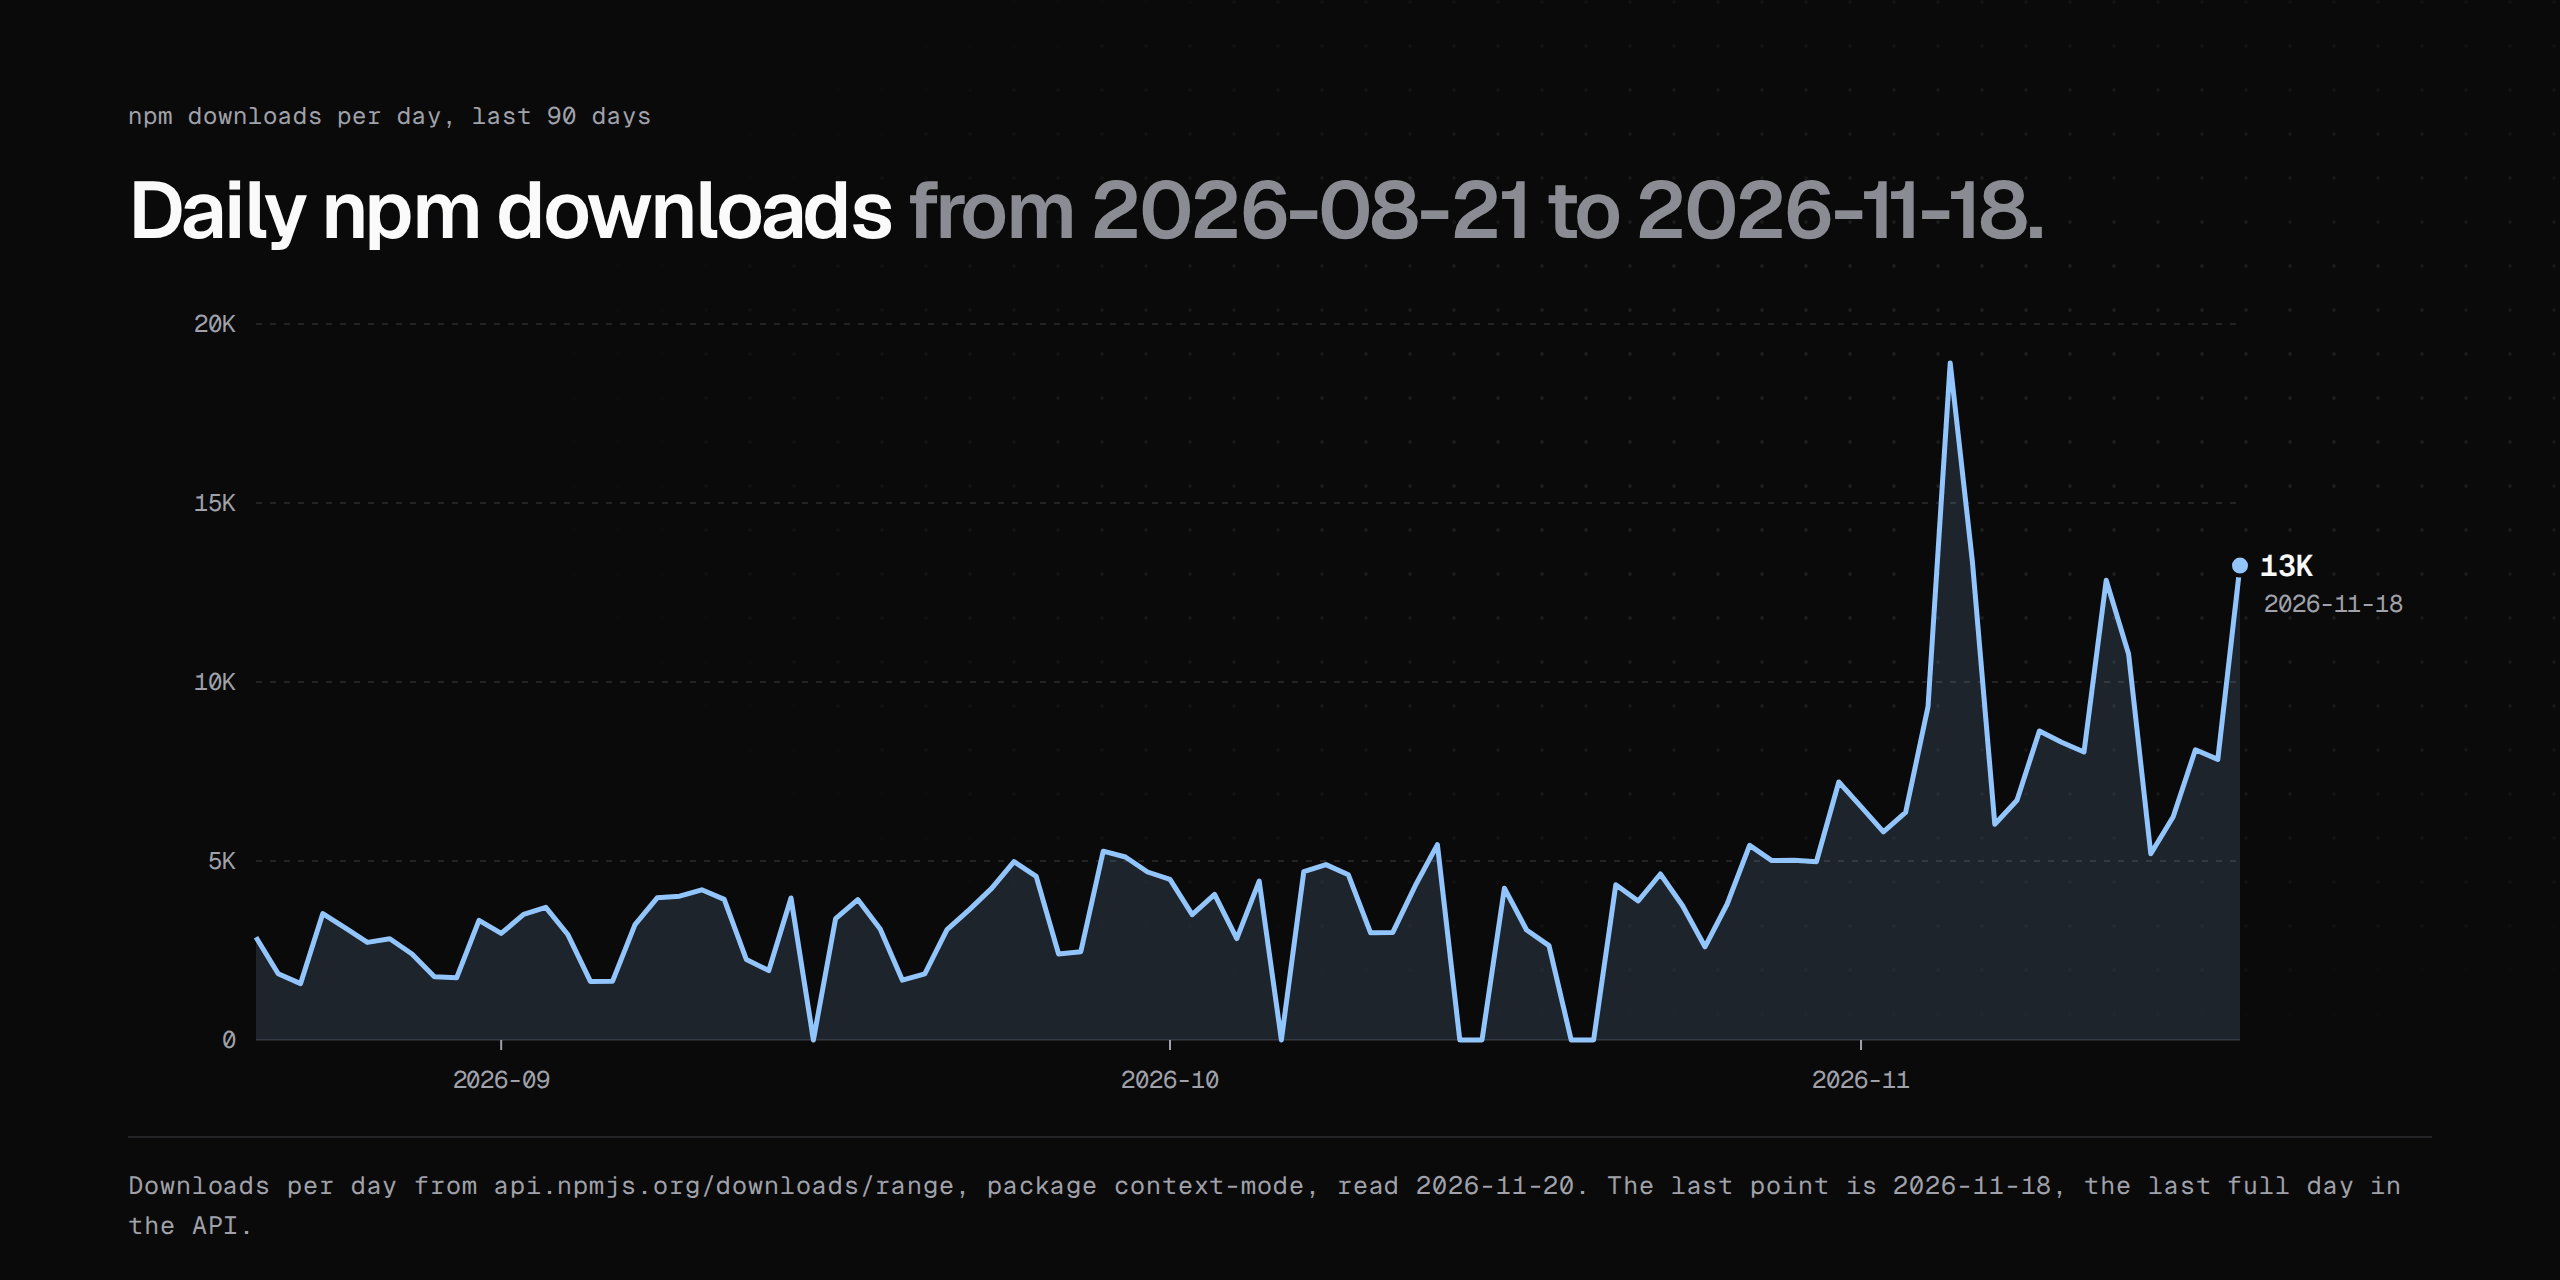 npm downloads per day, last 90 days
Daily npm downloads from 2026-08-21 to 2026-11-18.
20K
15K
13K
2026-11-18
10K
5K
0
2026-09
2026-10
2026-11
Downloads per day from api.npmjs.org/downloads/range, package context-mode, read 2026-11-20. The last point is 2026-11-18, the last full day in
the API.